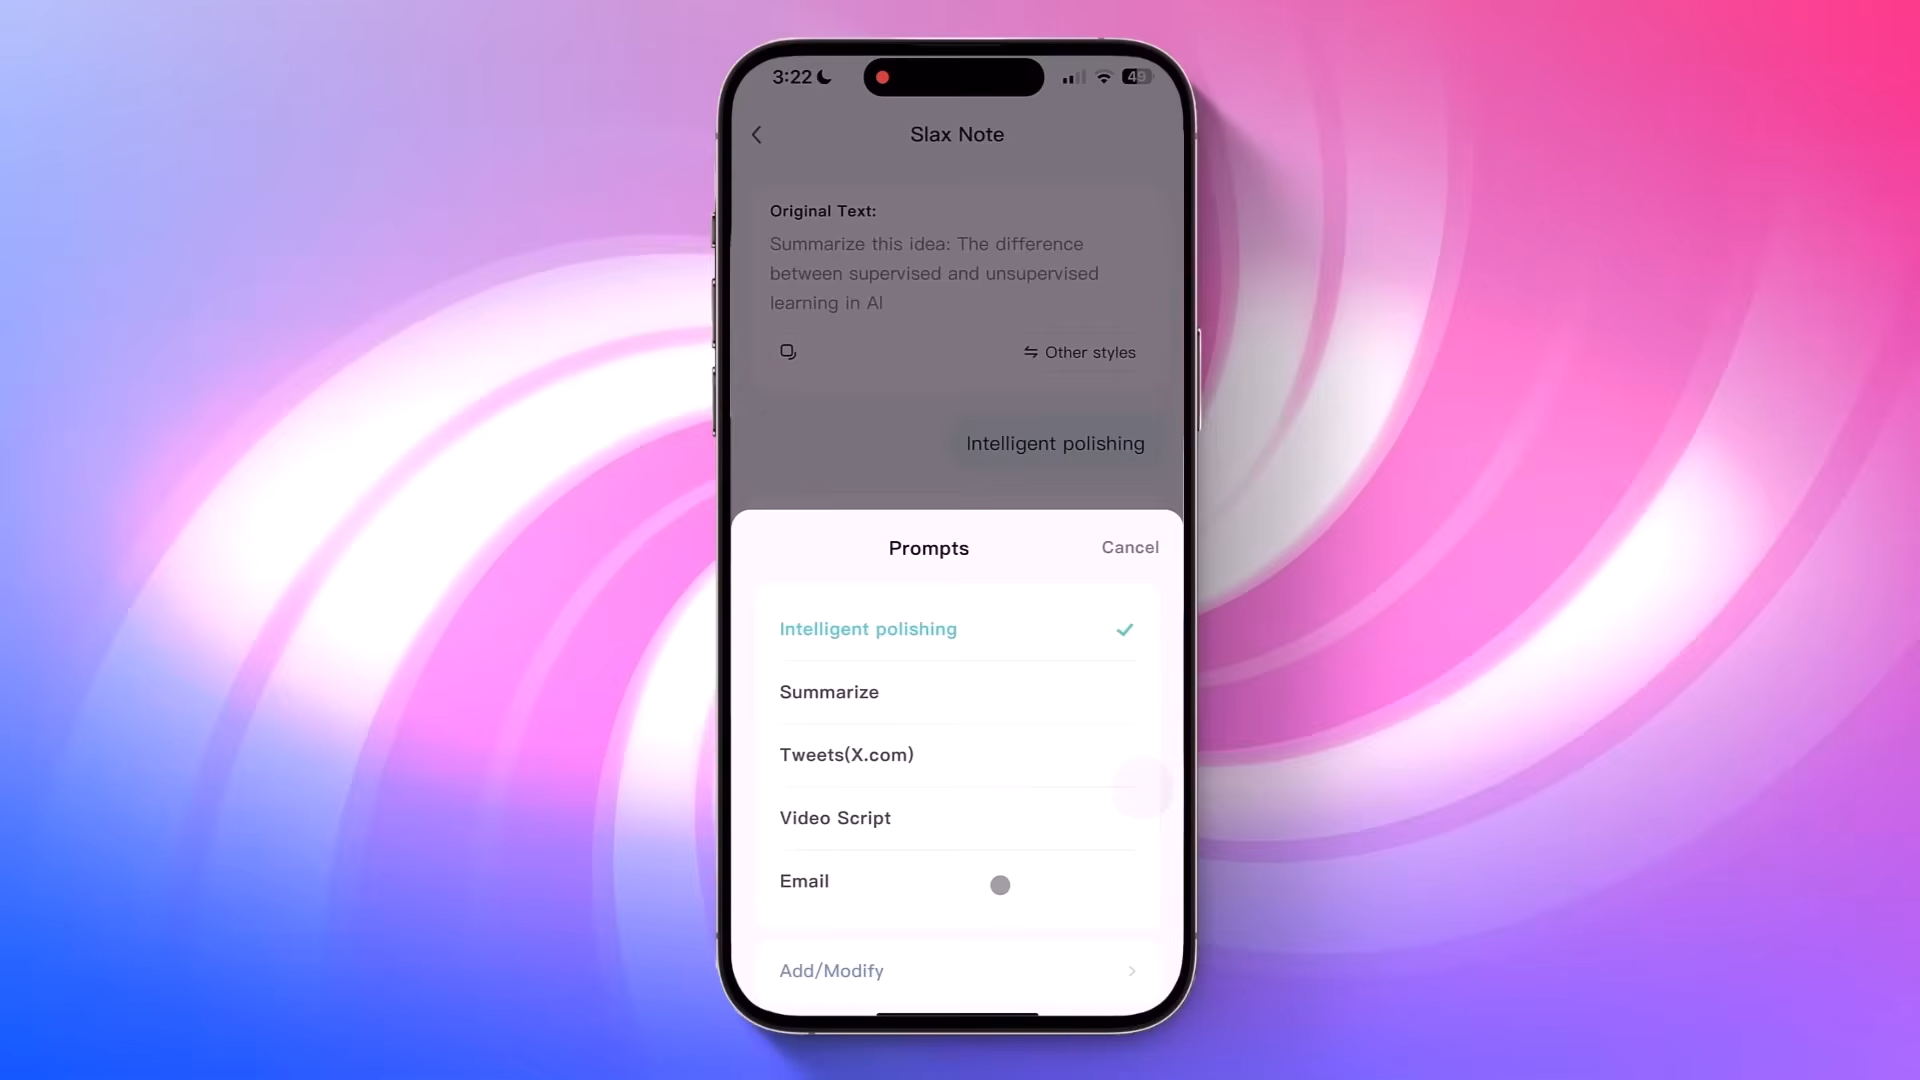 3:22
49
Slax Note
Original Text:
Summarize this idea: The difference
between supervised and unsupervised
learning in AI
Other styles
Intelligent polishing
Prompts
Cancel
Intelligent polishing
Summarize
Tweets(X.com)
Video Script
Email
Add/Modify